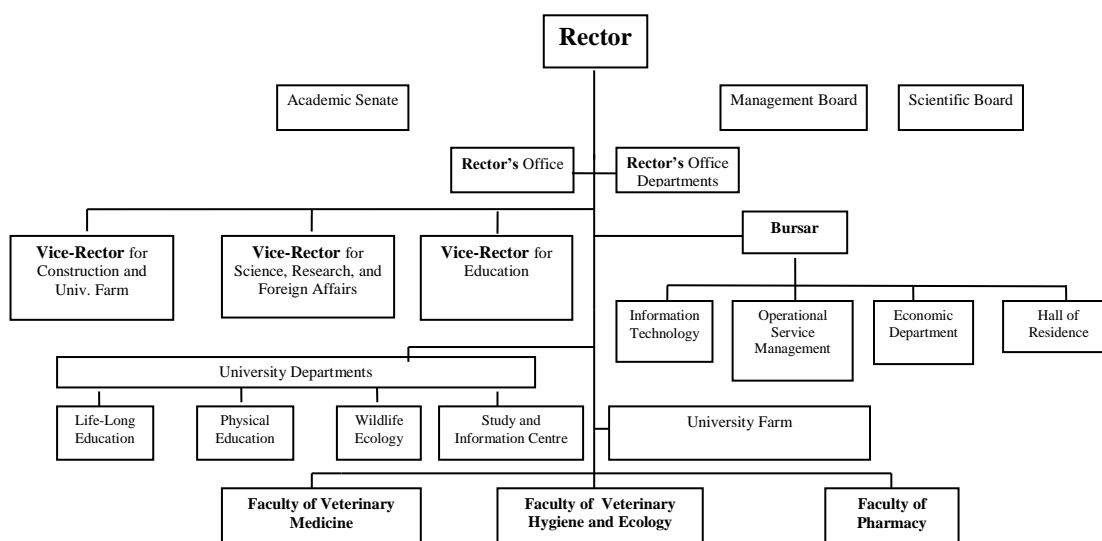 Rector
Academic Senate
Management Board
Scientific Board
Rector's Office
Rector's Office
Departments
Vice-Rector for
Construction and
Univ. Farm
Vice-Rector for
Science, Research, and
Foreign Affairs
Vice-Rector for
Education
Bursar
Information
Technology
Operational
Service
Management
Economic
Department
Hall of
Residence
University Departments
Life-Long
Education
Physical
Education
Wildlife
Ecology
Study and
Information Centre
University Farm
Faculty of Veterinary
Medicine
Faculty of Veterinary
Hygiene and Ecology
Faculty of
Pharmacy